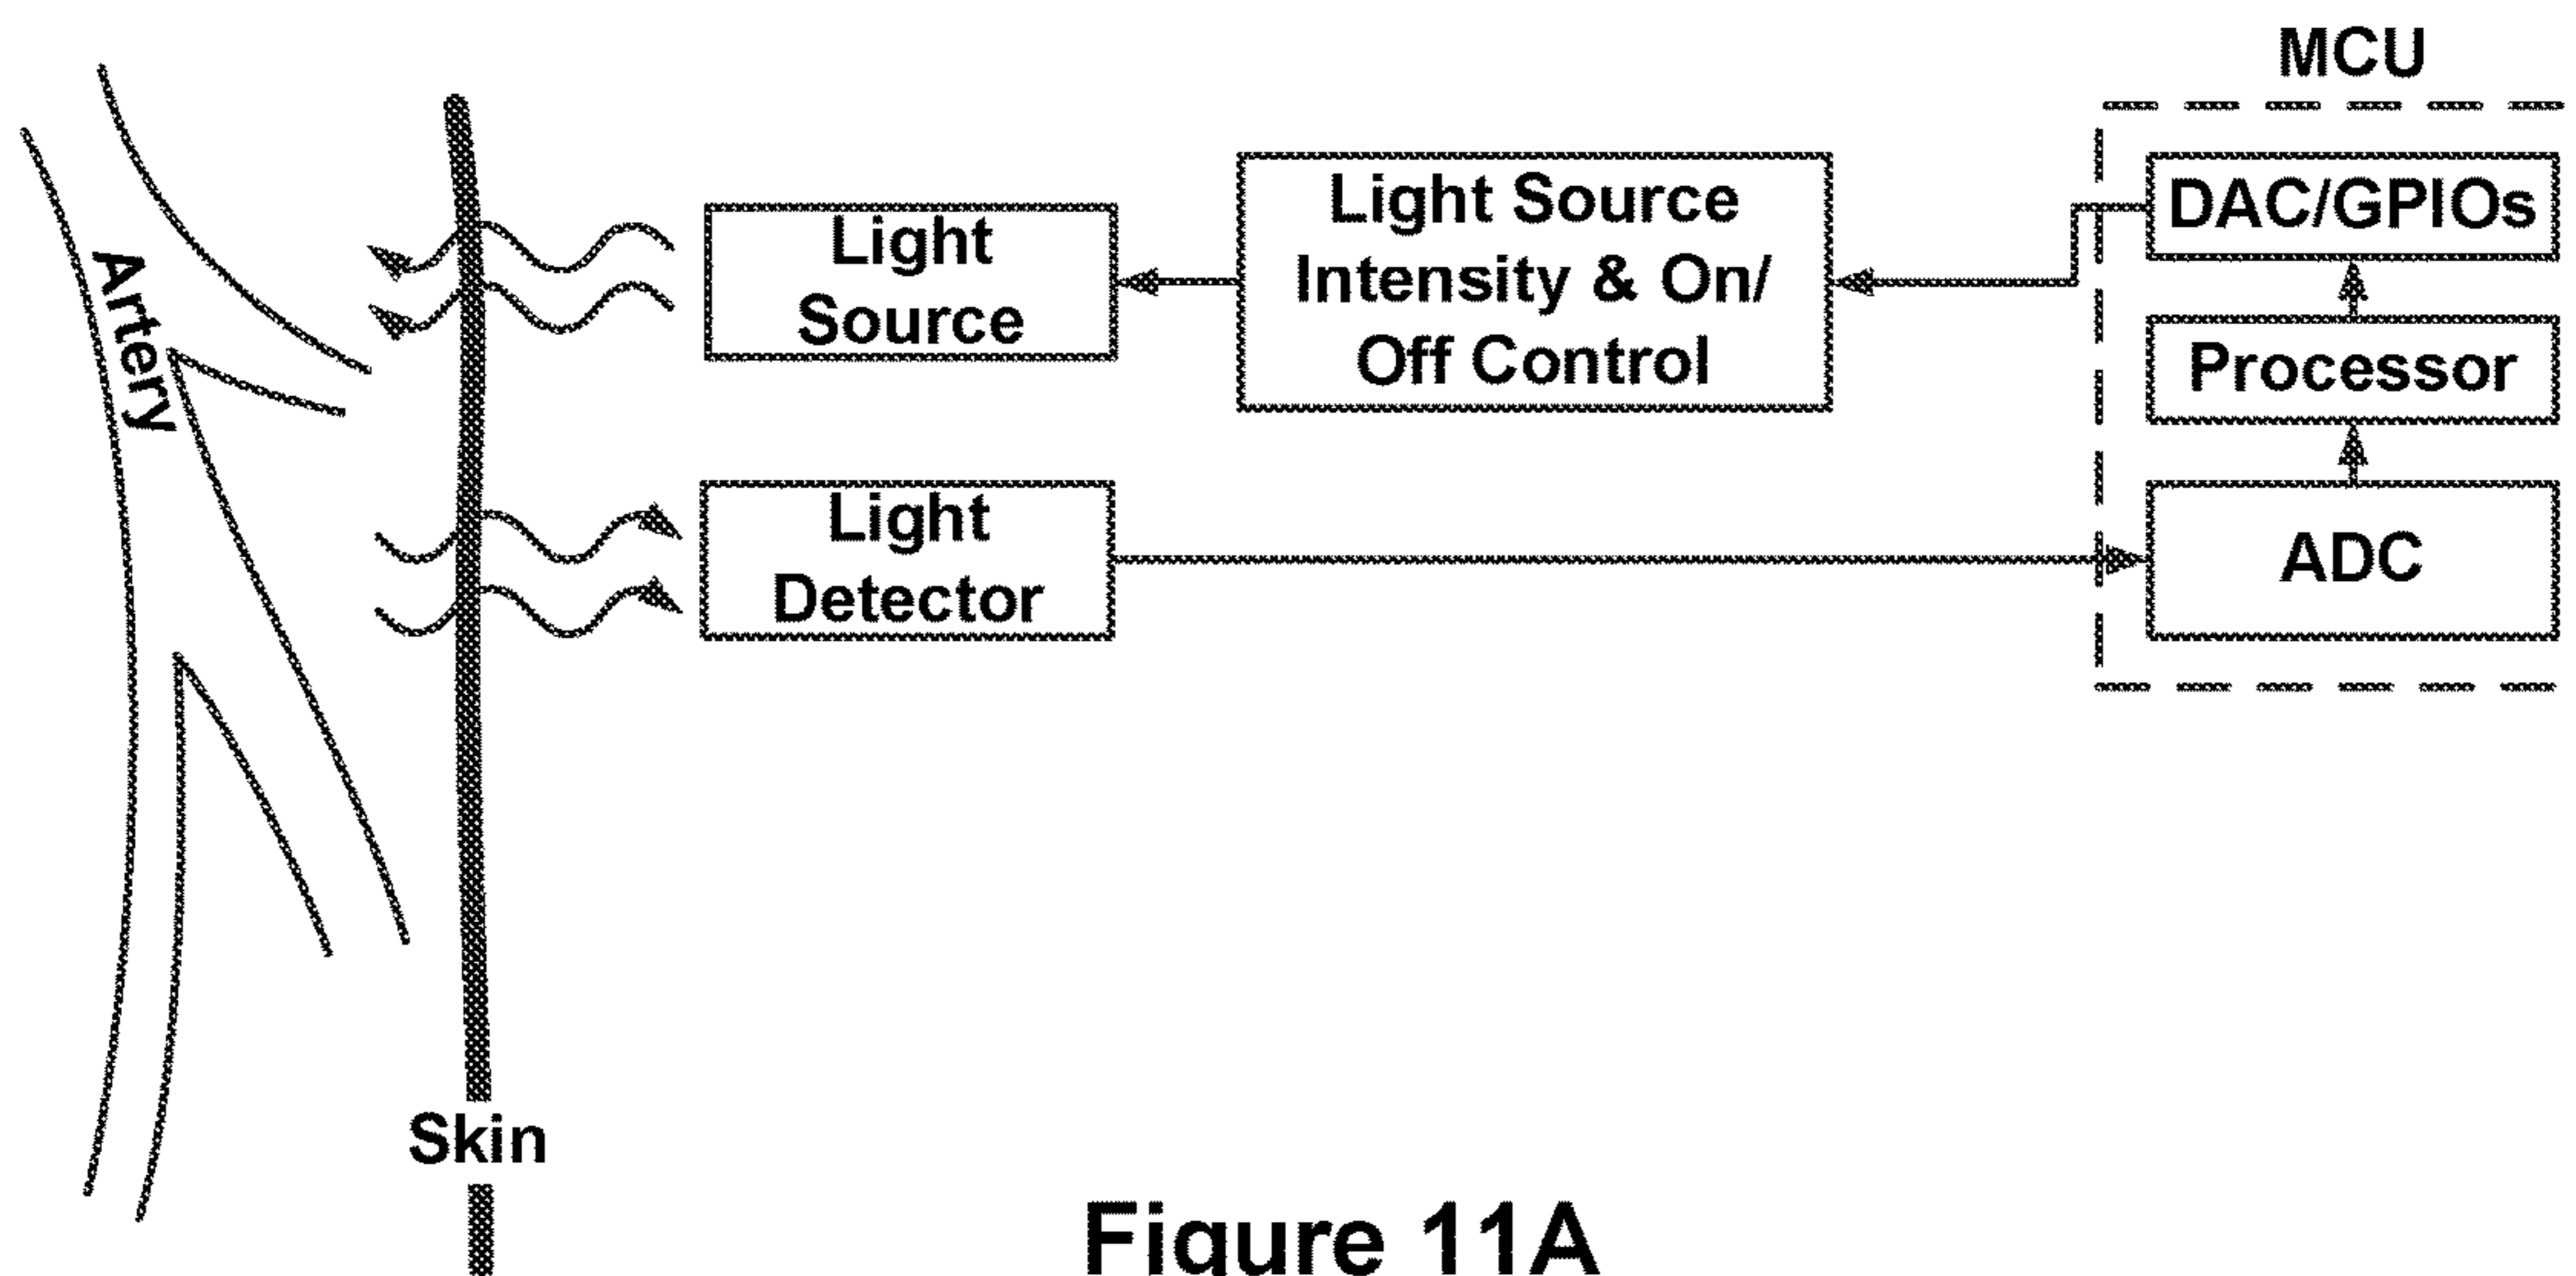 MCU
Artery
Light
Source
Light Source
Intensity & On/
Off Control
DAC/GPIOs
Processor
Light
Detector
ADC
Skin
Figure 11A